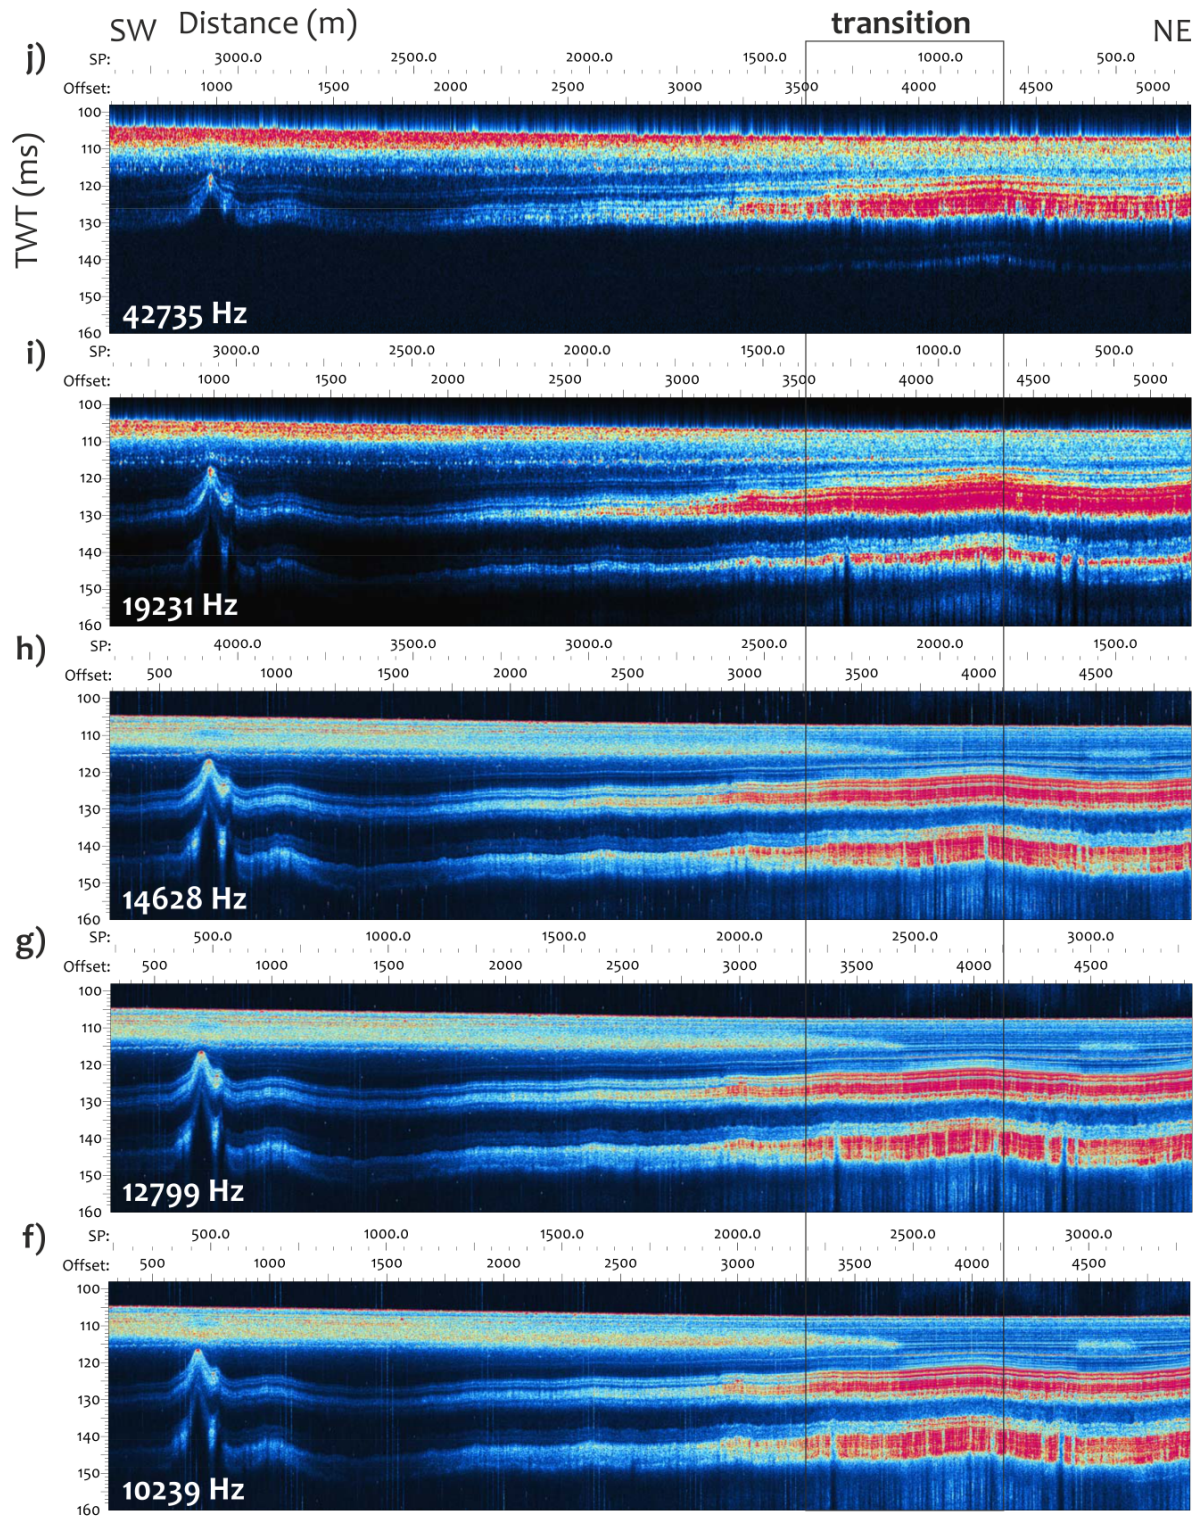 SW Distance (m) transition NE
j)
SP: 3000.0 2500.0 2000.0 1500.0 1000.0 500.0
Offset: 1000 1500 2000 2500 3000 3500 4000 4500 5000
TWT (ms)
100
110
120
130
140
150
160
42735 Hz
i)
SP: 3000.0 2500.0 2000.0 1500.0 1000.0 500.0
Offset: 1000 1500 2000 2500 3000 3500 4000 4500 5000
100
110
120
130
140
150
160
19231 Hz
h)
SP: 4000.0 3500.0 3000.0 2500.0 2000.0 1500.0
Offset: 500 1000 1500 2000 2500 3000 3500 4000 4500
100
110
120
130
140
150
160
14628 Hz
g)
SP: 500.0 1000.0 1500.0 2000.0 2500.0 3000.0
Offset: 500 1000 1500 2000 2500 3000 3500 4000 4500
100
110
120
130
140
150
160
12799 Hz
f)
SP: 500.0 1000.0 1500.0 2000.0 2500.0 3000.0
Offset: 500 1000 1500 2000 2500 3000 3500 4000 4500
100
110
120
130
140
150
160
10239 Hz